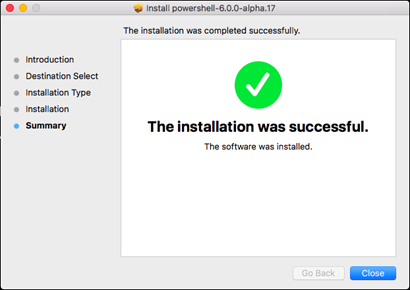 Install powershell-6.0.0-alpha.17
The installation was completed successfully.
Introduction
Destination Select
Installation Type
Installation
Summary
The installation was successful.
The software was installed.
Go Back
Close